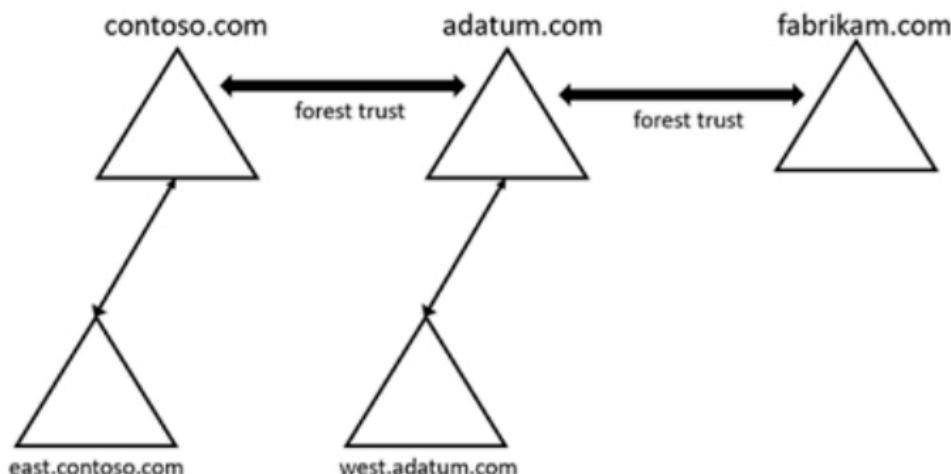 contoso.com
adatum.com
fabrikam.com
forest trust
forest trust
east.contoso.com
west.adatum.com